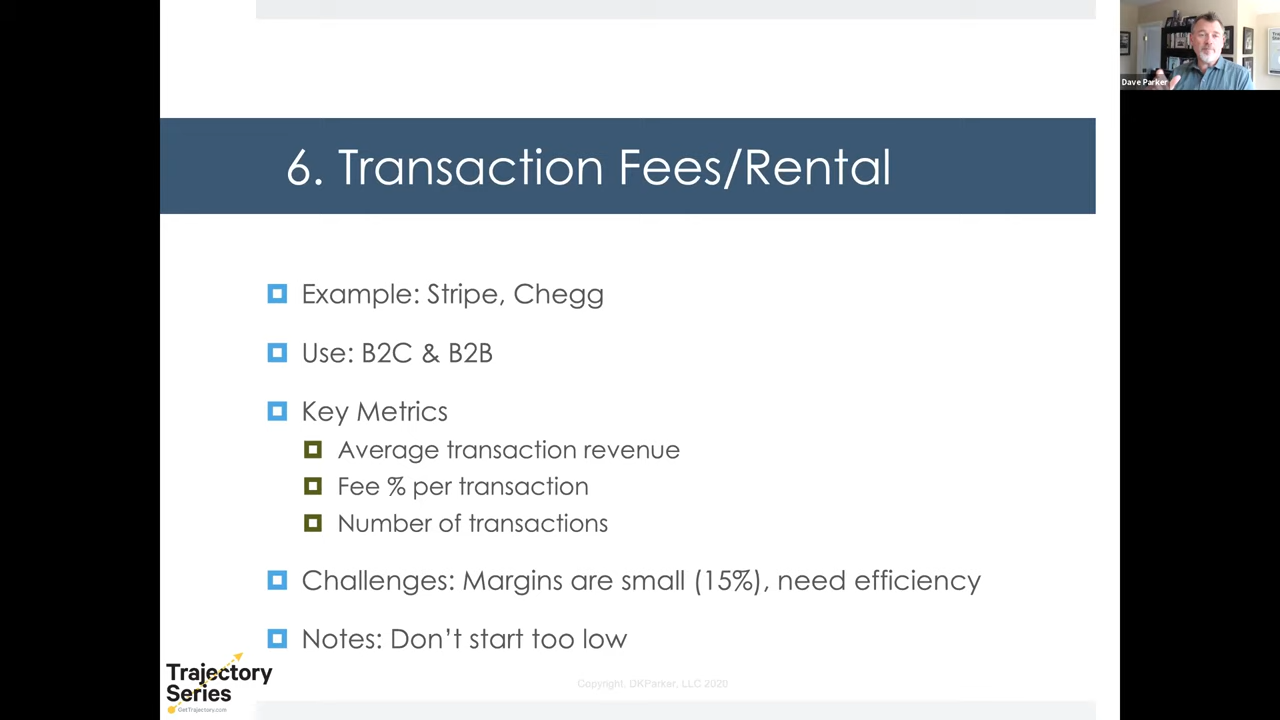 Dave Parker
6. Transaction Fees/Rental
Example: Stripe, Chegg
Use: B2C & B2B
Key Metrics
Average transaction revenue
Fee % per transaction
Number of transactions
Challenges: Margins are small (15%), need efficiency
Notes: Don’t start too low
Trajectory
Series
GetTrajectory.com
Copyright. DKParker, LLC 2020